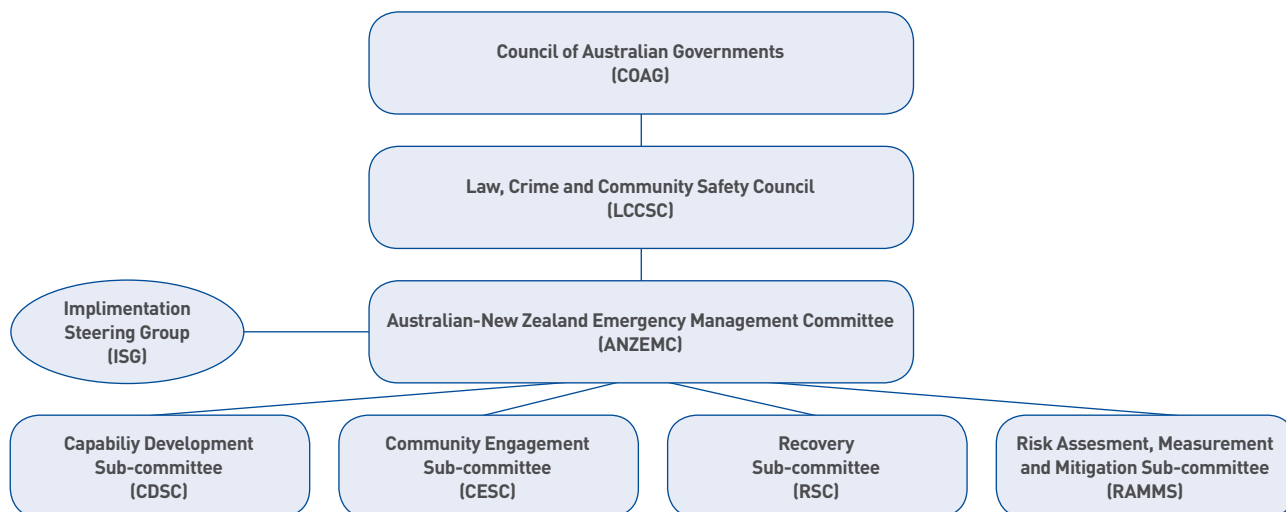 Council of Australian Governments
(COAG)
Law, Crime and Community Safety Council
(LCCSC)
Implimentation
Steering Group
(ISG)
Australian-New Zealand Emergency Management Committee
(ANZEMC)
Capabiliy Development
Sub-committee
(CDSC)
Community Engagement
Sub-committee
(CESC)
Recovery
Sub-committee
(RSC)
Risk Assesment, Measurement
and Mitigation Sub-committee
(RAMMS)